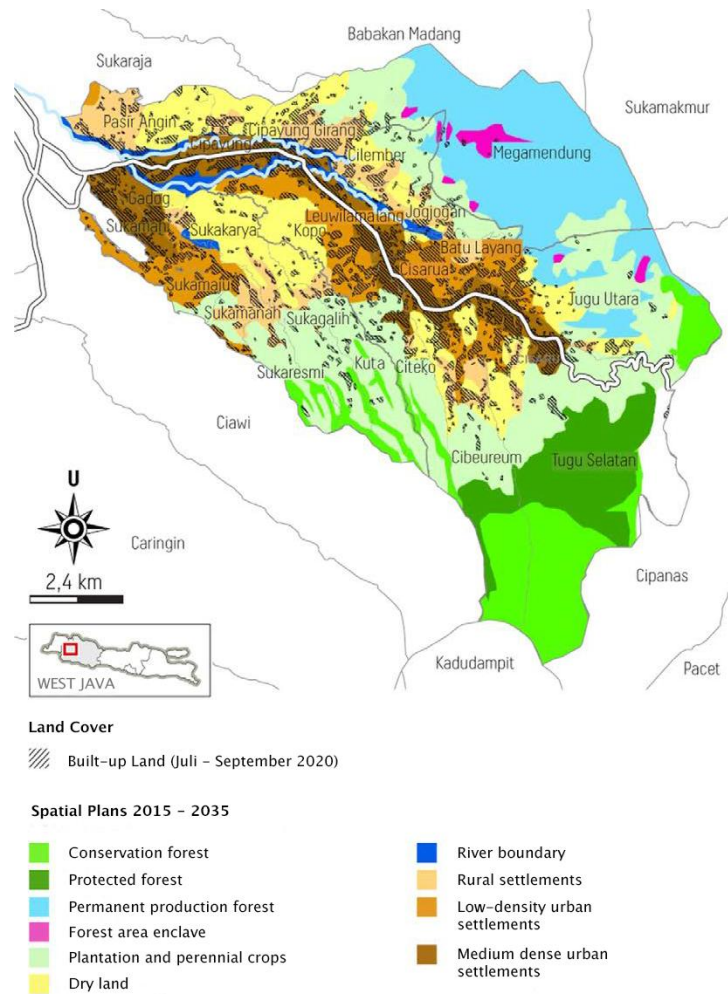 Babakan Madang
Sukaraja
Sukamakmur
Pasir Angin
Cipayung Girang
Cipayung
Cilember
Megamendung
Gadog
Leuwilamalang
Jogjogan
Sukamahi
Sukakarya
Kopo
Batu Layang
Cisarua
Sukamaju
Tugu Utara
Sukamanah
Sukagalih
Kuta
Citeko
Sukaresmi
Ciawi
Cibeureum
Tugu Selatan
U
Caringin
2,4 km
Cipanas
Kadudampit
Pacet
WEST JAVA
Land Cover
Built-up Land (Juli - September 2020)
Spatial Plans 2015 - 2035
Conservation forest
Protected forest
Permanent production forest
Forest area enclave
Plantation and perennial crops
Dry land
River boundary
Rural settlements
Low-density urban
settlements
Medium dense urban
settlements